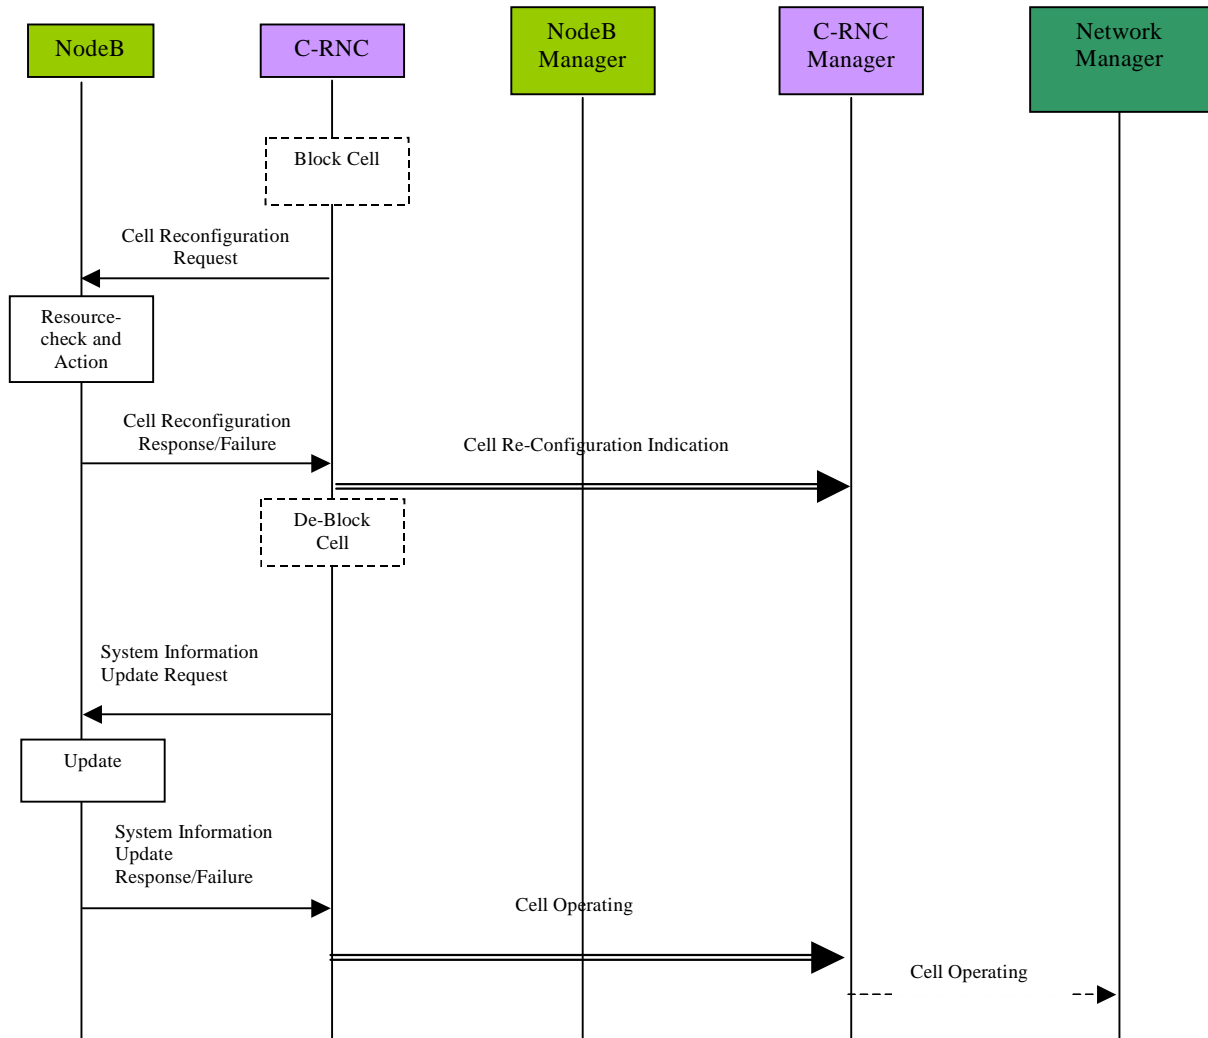 NodeB
C-RNC
NodeB
Manager
C-RNC
Manager
Network
Manager
Block Cell
Cell Reconfiguration
Request
Resource-
check and
Action
Cell Reconfiguration
Response/Failure
Cell Re-Configuration Indication
De-Block
Cell
System Information
Update Request
Update
System Information
Update
Response/Failure
Cell Operating
Cell Operating